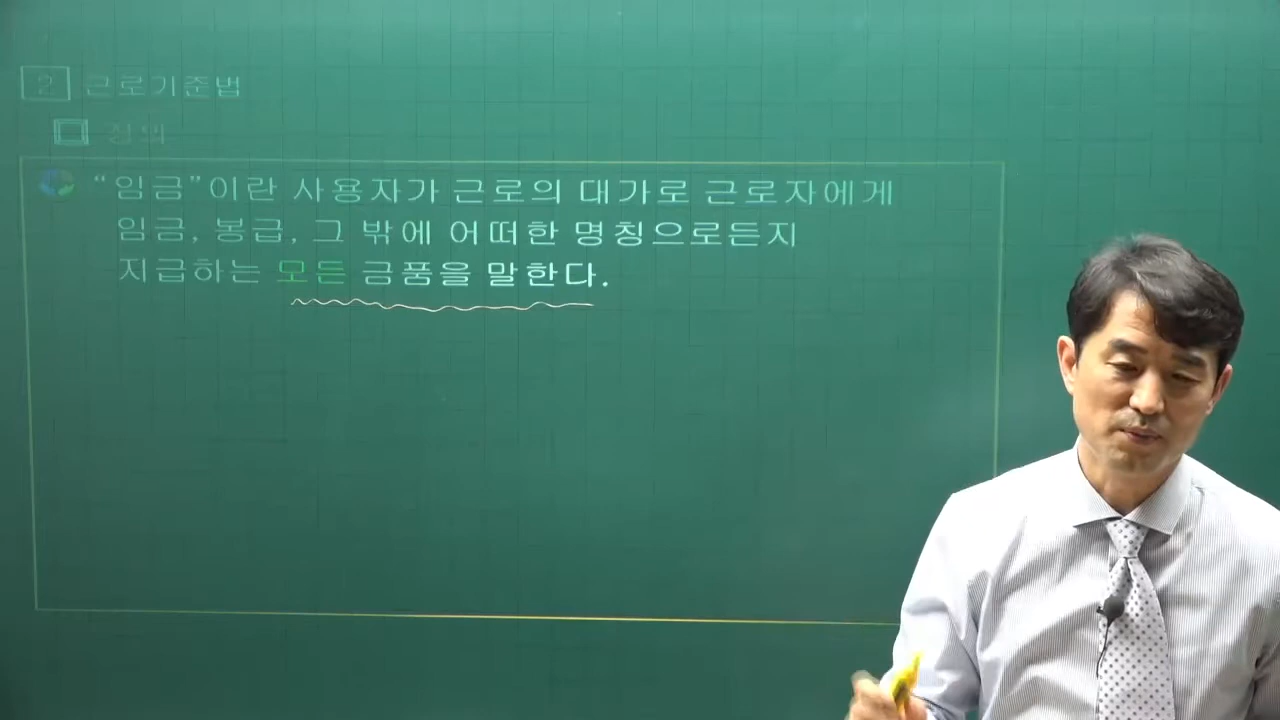 2 근로기준법
정의
“임금”이란 사용자가 근로의 대가로 근로자에게
임금, 봉급, 그 밖에 어떠한 명칭으로든지
지급하는 모든 금품을 말한다.